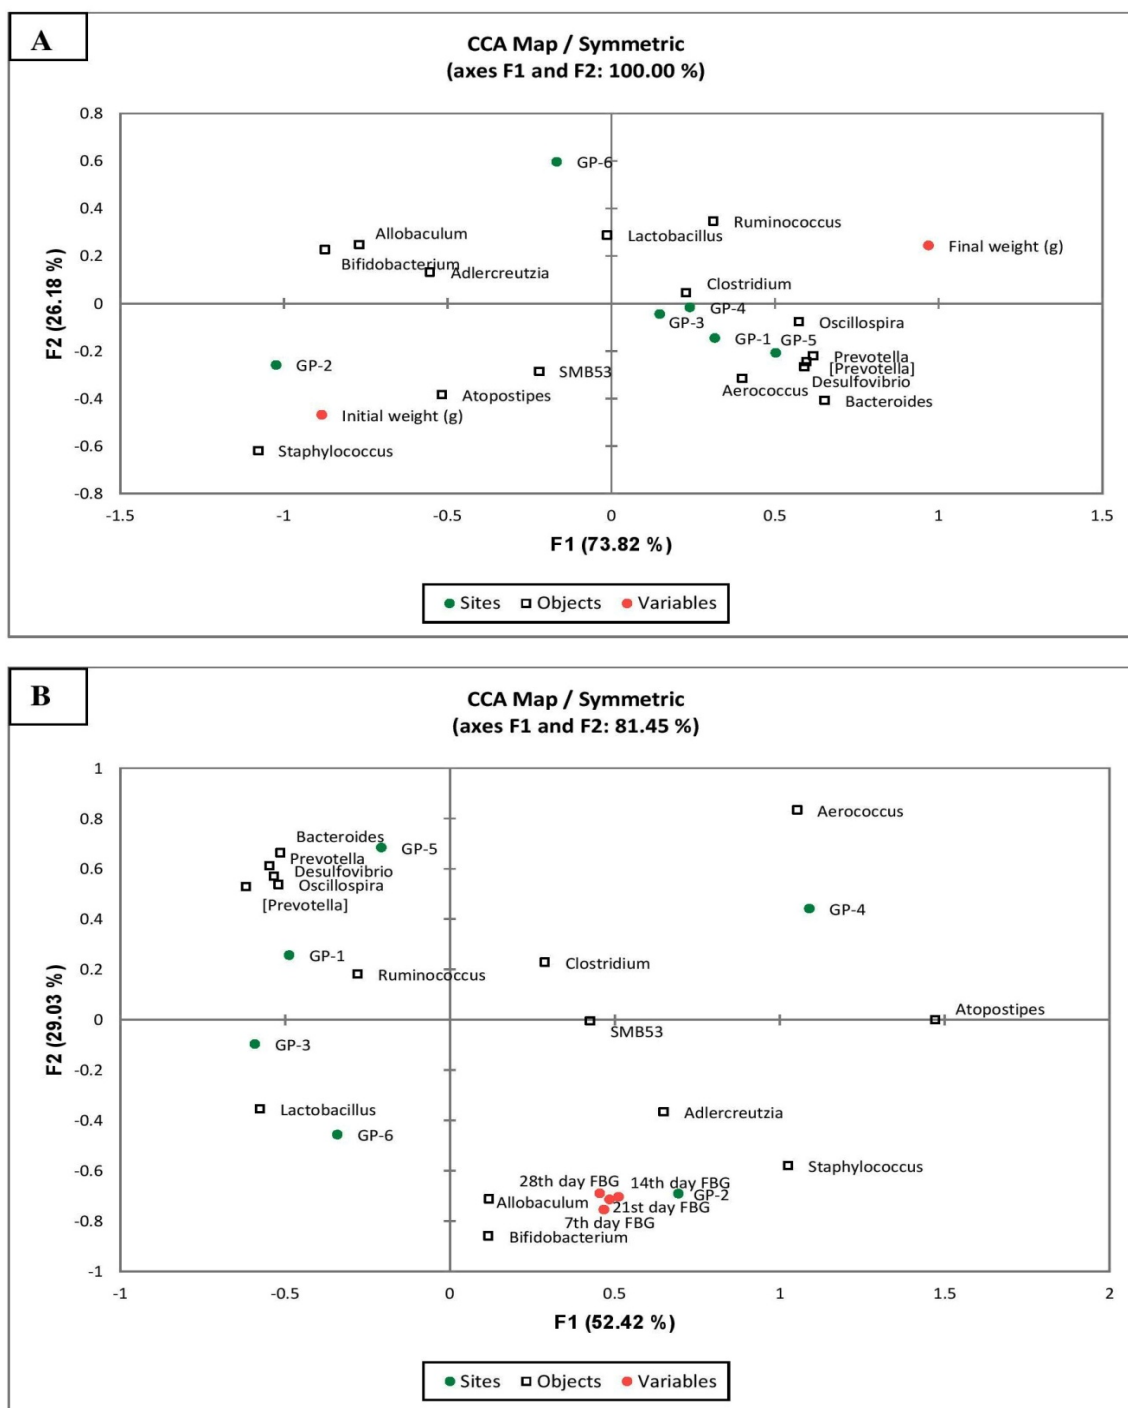 A
CCA Map / Symmetric
(axes F1 and F2: 100.00 %)
0.8
0.6
0.4
0.2
0
-0.2
-0.4
-0.6
-0.8
F2 (26.18 %)
GP-6
Ruminococcus
Allobaculum
Lactobacillus
Final weight (g)
Bifidobacterium
Adlercreutzia
Clostridium
GP-4
GP-3
Oscillospira
GP-1
GP-5
Prevotella
GP-2
SMB53
[Prevotella]
Desulfovibrio
Aerococcus
Atopostipes
Bacteroides
Initial weight (g)
Staphylococcus
-1.5
-1
-0.5
0
0.5
1
1.5
F1 (73.82 %)
Sites
Objects
Variables
B
CCA Map / Symmetric
(axes F1 and F2: 81.45 %)
1
0.8
0.6
0.4
0.2
0
-0.2
-0.4
-0.6
-0.8
-1
F2 (29.03 %)
Aerococcus
Bacteroides
GP-5
Prevotella
Desulfovibrio
Oscillospira
[Prevotella]
GP-4
GP-1
Ruminococcus
Clostridium
Atopostipes
SMB53
GP-3
Lactobacillus
Adlercreutzia
GP-6
Staphylococcus
28th day FBG
14th day FBG
GP-2
Allobaculum
21st day FBG
7th day FBG
Bifidobacterium
-1
-0.5
0
0.5
1
1.5
2
F1 (52.42 %)
Sites
Objects
Variables